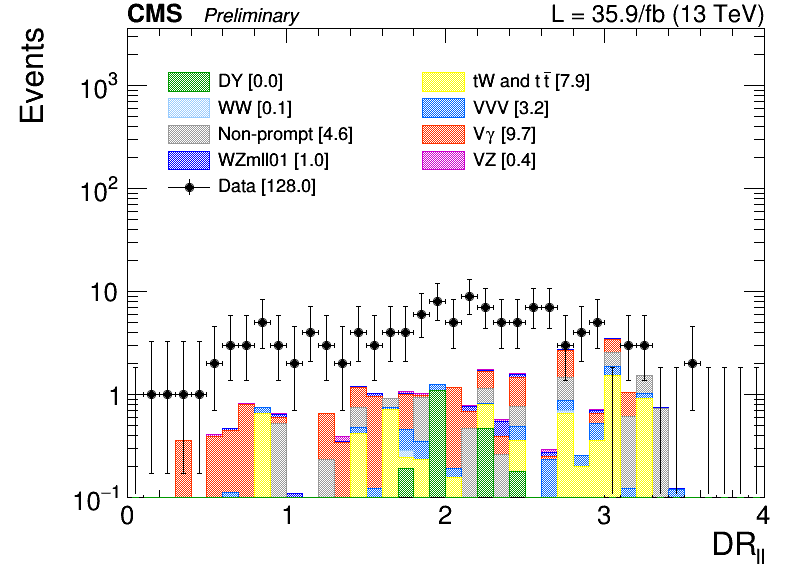 CMS Preliminary L = 35.9/fb (13 TeV)
Events
DY [0.0] tW and tt̅ [7.9]
WW [0.1] VVV [3.2]
Non-prompt [4.6] Vγ [9.7]
WZmll01 [1.0] VZ [0.4]
Data [128.0]
10³
10²
10
1
10⁻¹
0 1 2 3 4
DR_ll